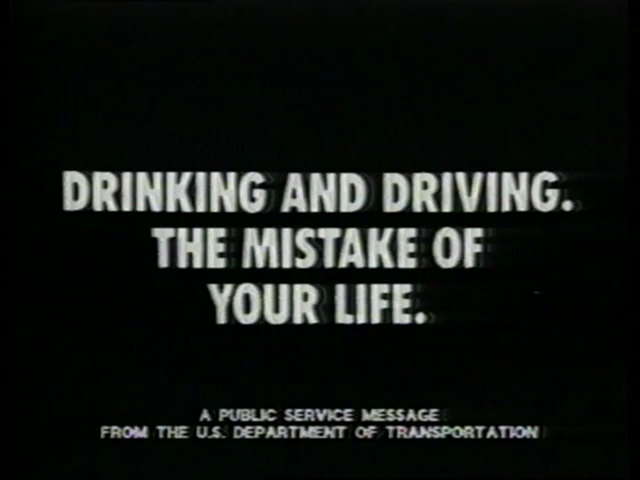 DRINKING AND DRIVING.
THE MISTAKE OF
YOUR LIFE.
A PUBLIC SERVICE MESSAGE
FROM THE U.S. DEPARTMENT OF TRANSPORTATION